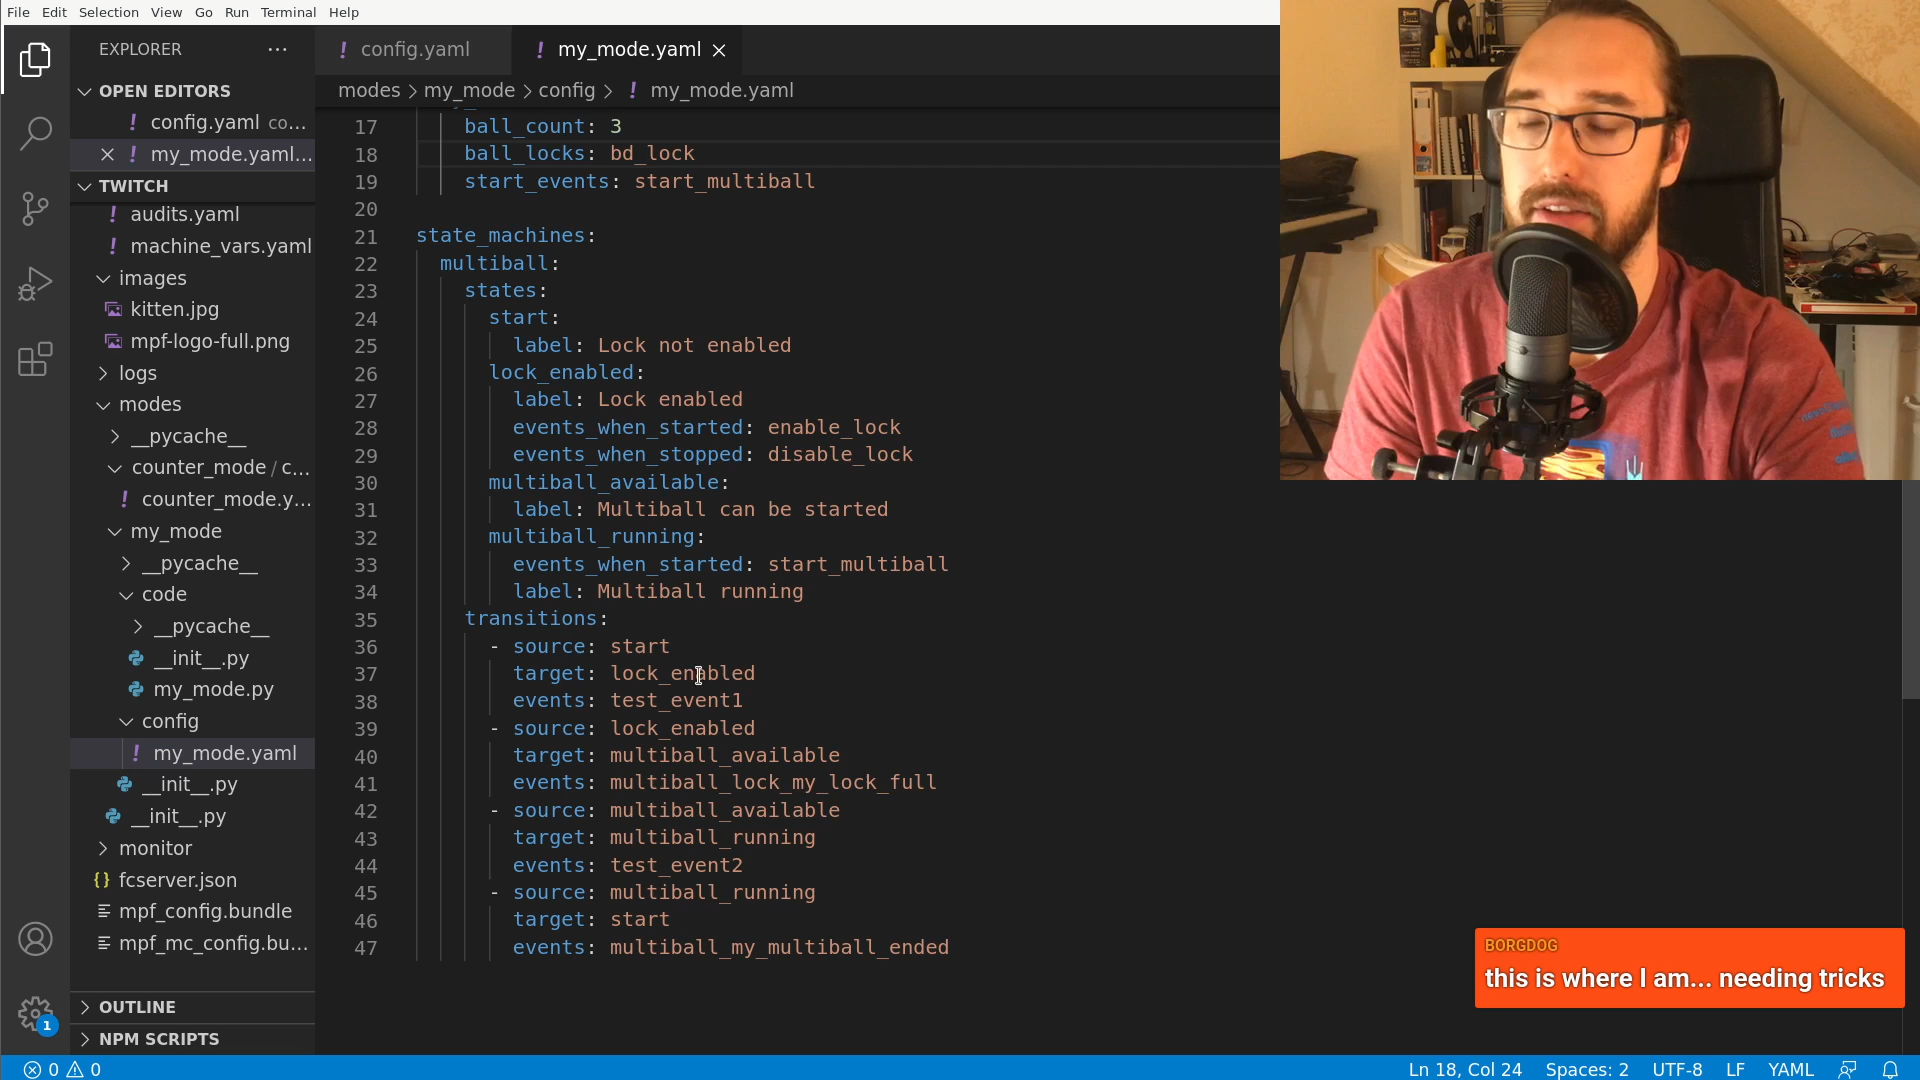 File Edit Selection View Go Run Terminal Help
EXPLORER ...
OPEN EDITORS
! config.yaml co...
! my_mode.yaml...
TWITCH
! audits.yaml
! machine_vars.yaml
images
kitten.jpg
mpf-logo-full.png
logs
modes
__pycache__
counter_mode / c...
! counter_mode.y...
my_mode
__pycache__
code
__pycache__
__init__.py
my_mode.py
config
! my_mode.yaml
__init__.py
__init__.py
monitor
{} fcserver.json
mpf_config.bundle
mpf_mc_config.bu...
OUTLINE
NPM SCRIPTS
1
! config.yaml ! my_mode.yaml
modes > my_mode > config > ! my_mode.yaml
17 ball_count: 3
18 ball_locks: bd_lock
19 start_events: start_multiball
20
21 state_machines:
22 multiball:
23 states:
24 start:
25 label: Lock not enabled
26 lock_enabled:
27 label: Lock enabled
28 events_when_started: enable_lock
29 events_when_stopped: disable_lock
30 multiball_available:
31 label: Multiball can be started
32 multiball_running:
33 events_when_started: start_multiball
34 label: Multiball running
35 transitions:
36 - source: start
37 target: lock_enabled
38 events: test_event1
39 - source: lock_enabled
40 target: multiball_available
41 events: multiball_lock_my_lock_full
42 - source: multiball_available
43 target: multiball_running
44 events: test_event2
45 - source: multiball_running
46 target: start
47 events: multiball_my_multiball_ended
BORGDOG
this is where I am... needing tricks
0 0 Ln 18, Col 24 Spaces: 2 UTF-8 LF YAML